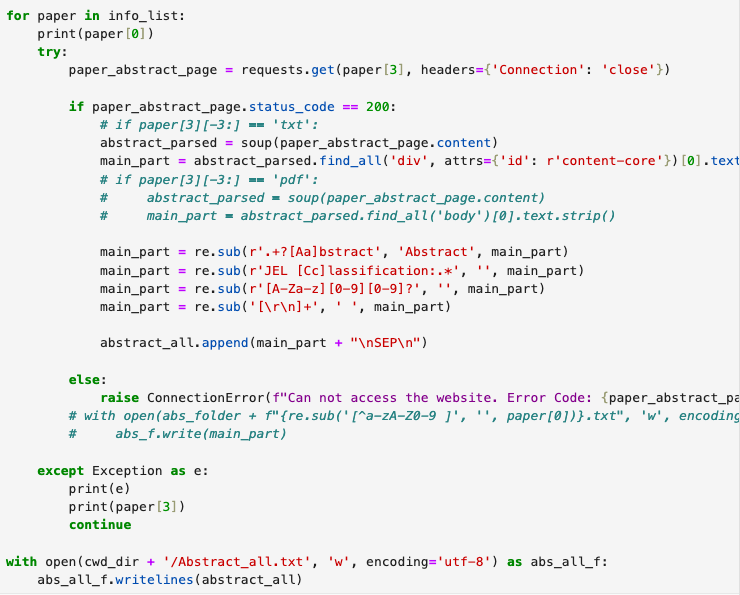 for paper in info_list:
    print(paper[0])
    try:
        paper_abstract_page = requests.get(paper[3], headers={'Connection': 'close'})
        if paper_abstract_page.status_code == 200:
            # if paper[3][-3:] == 'txt':
            abstract_parsed = soup(paper_abstract_page.content)
            main_part = abstract_parsed.find_all('div', attrs={'id': r'content-core'})[0].text
            # if paper[3][-3:] == 'pdf':
            #     abstract_parsed = soup(paper_abstract_page.content)
            #     main_part = abstract_parsed.find_all('body')[0].text.strip()
            main_part = re.sub(r'.+?[Aa]bstract', 'Abstract', main_part)
            main_part = re.sub(r'JEL [Cc]lassification:.*', '', main_part)
            main_part = re.sub(r'[A-Za-z][0-9][0-9]?', '', main_part)
            main_part = re.sub('[\r\n]+', ' ', main_part)
            abstract_all.append(main_part + "\nSEP\n")
        else:
            raise ConnectionError(f"Can not access the website. Error Code: {paper_abstract_pa
        # with open(abs_folder + f"{re.sub('[^a-zA-Z0-9 ]', '', paper[0])}.txt", 'w', encoding
        #     abs_f.write(main_part)
    except Exception as e:
        print(e)
        print(paper[3])
        continue
with open(cwd_dir + '/Abstract_all.txt', 'w', encoding='utf-8') as abs_all_f:
    abs_all_f.writelines(abstract_all)